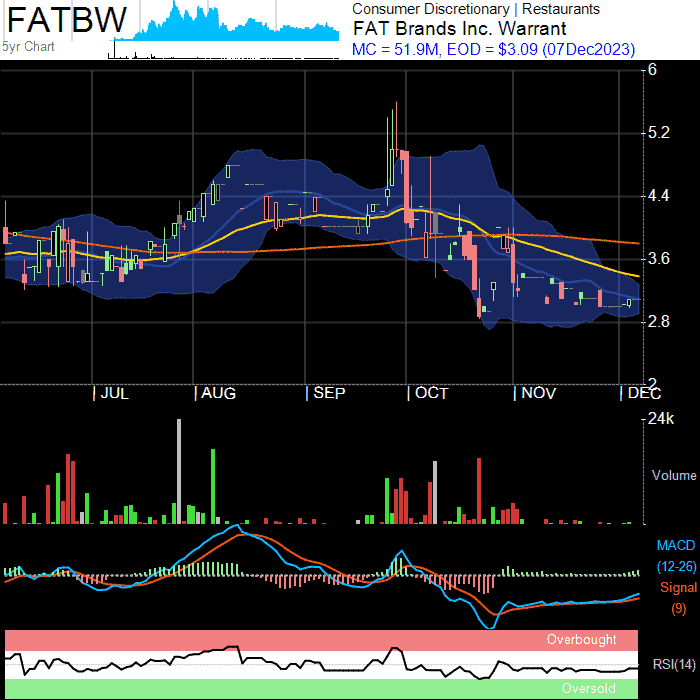 FATBW
5yr Chart
Consumer Discretionary | Restaurants
FAT Brands Inc. Warrant
MC = 51.9M, EOD = $3.09 (07Dec2023)
6
5.2
4.4
3.6
2.8
2
| JUL | AUG | SEP | OCT | NOV | DEC
24k
Volume
MACD
(12-26)
Signal
(9)
Overbought
RSI(14)
Oversold